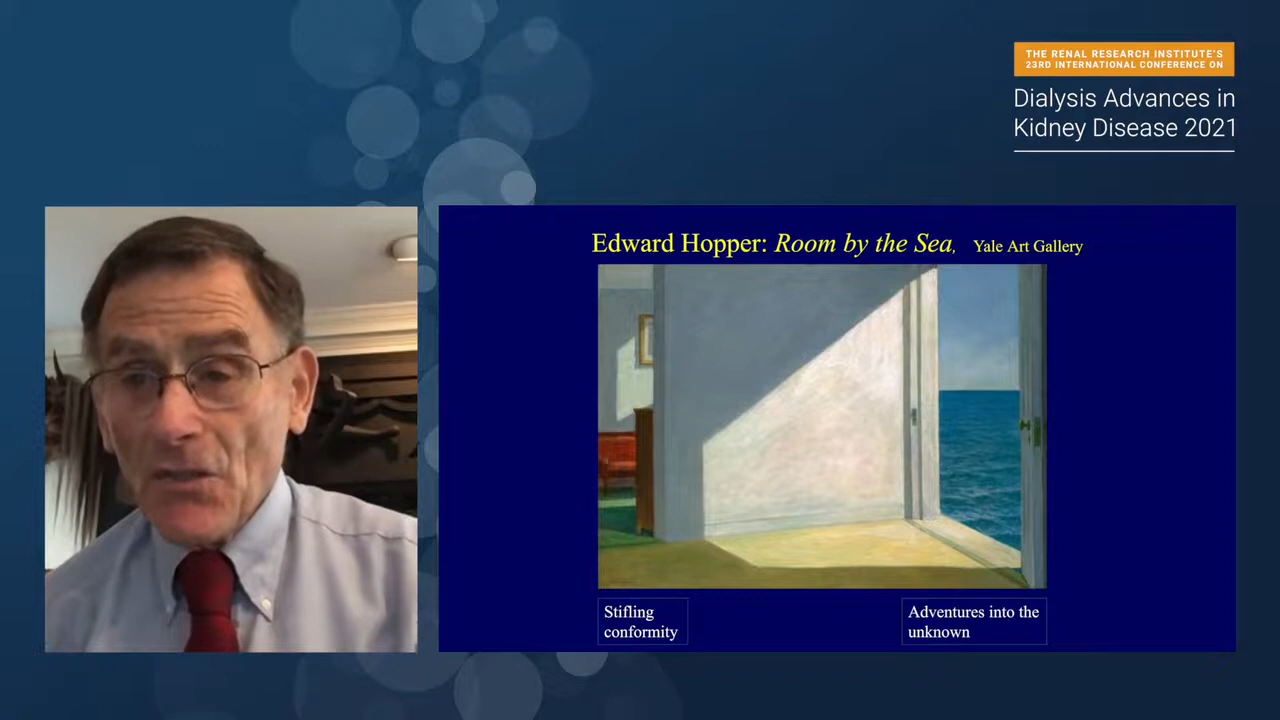 THE RENAL RESEARCH INSTITUTE'S
23RD INTERNATIONAL CONFERENCE ON
Dialysis Advances in
Kidney Disease 2021
Edward Hopper: Room by the Sea, Yale Art Gallery
Stifling
conformity
Adventures into the
unknown